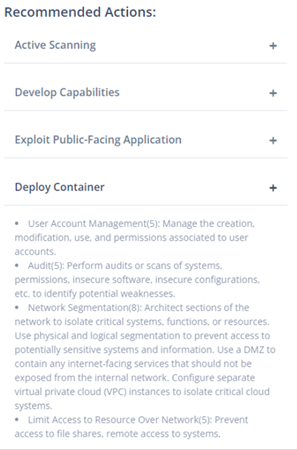 Recommended Actions:
Active Scanning +
Develop Capabilities +
Exploit Public-Facing Application +
Deploy Container +
• User Account Management(5): Manage the creation,
modification, use, and permissions associated to user
accounts.
• Audit(5): Perform audits or scans of systems,
permissions, insecure software, insecure configurations,
etc. to identify potential weaknesses.
• Network Segmentation(8): Architect sections of the
network to isolate critical systems, functions, or resources.
Use physical and logical segmentation to prevent access to
potentially sensitive systems and information. Use a DMZ to
contain any internet-facing services that should not be
exposed from the internal network. Configure separate
virtual private cloud (VPC) instances to isolate critical cloud
systems.
• Limit Access to Resource Over Network(5): Prevent
access to file shares, remote access to systems,